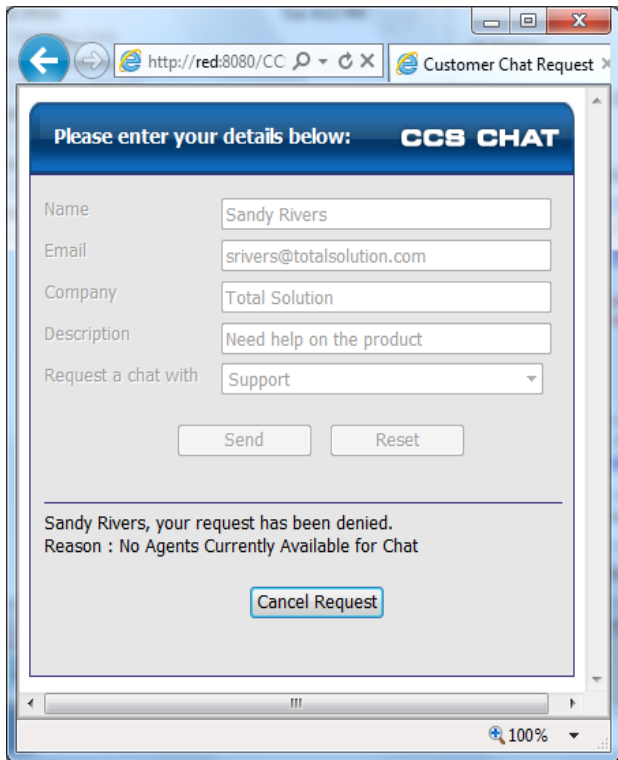 http://red:8080/CC
Customer Chat Request
Please enter your details below:
CCS CHAT
Name
Sandy Rivers
Email
srivers@totalsolution.com
Company
Total Solution
Description
Need help on the product
Request a chat with
Support
Send
Reset
Sandy Rivers, your request has been denied.
Reason : No Agents Currently Available for Chat
Cancel Request
100%